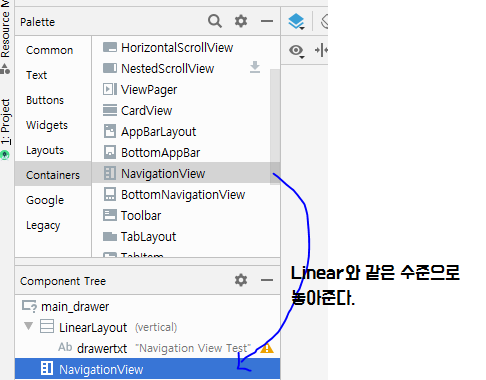 Resource M
1: Project
Palette
Common
Text
Buttons
Widgets
Layouts
Containers
Google
Legacy
HorizontalScrollView
NestedScrollView
ViewPager
CardView
AppBarLayout
BottomAppBar
NavigationView
BottomNavigationView
Toolbar
TabLayout
TabItem
Linear와 같은 수준으로
놓아준다.
Component Tree
main_drawer
LinearLayout (vertical)
Ab drawertxt "Navigation View Test"
NavigationView